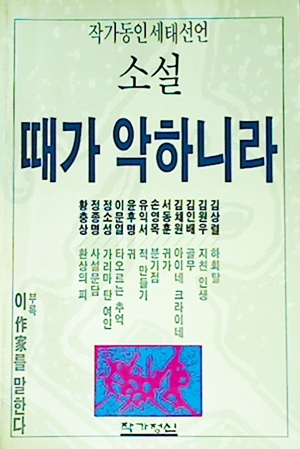 작가동인세태선언
소설
때가 악하니라
김상렬 하회탈
김원우 지친 인생
김인배 골무
김채원 아이네 크라이네
서동훈 귀가
손영목 분기점
유익서 적 만들기
윤후명 귀
이문열 타오르는 추억
정소성 가리마 탄 여인
정종명 사설문답
황충상 환상의 피
부록
이 作家를 말한다
작가정신